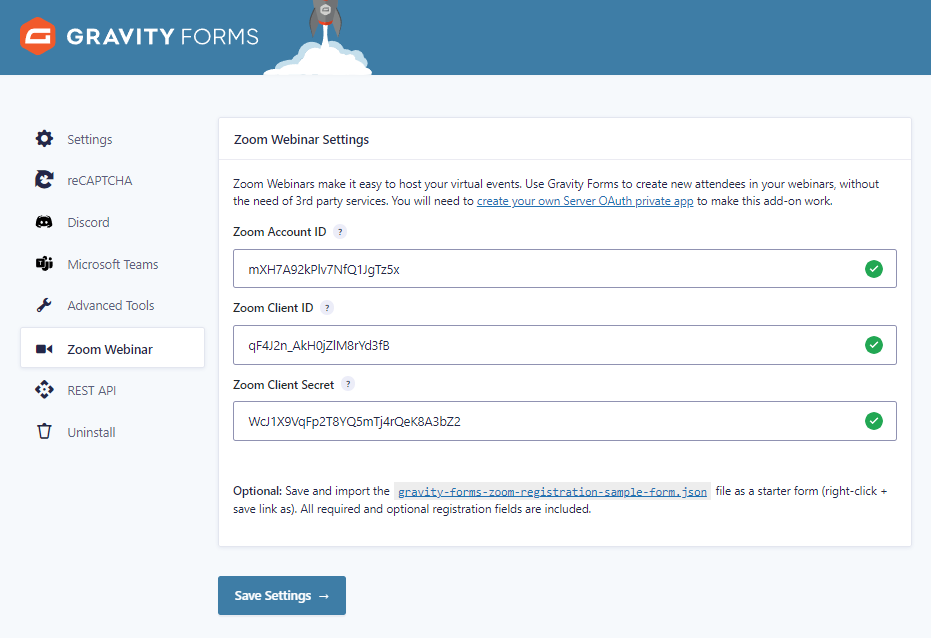 GRAVITY FORMS
Settings
reCAPTCHA
Discord
Microsoft Teams
Advanced Tools
Zoom Webinar
REST API
Uninstall
Zoom Webinar Settings
Zoom Webinars make it easy to host your virtual events. Use Gravity Forms to create new attendees in your webinars, without
the need of 3rd party services. You will need to create your own Server OAuth private app to make this add-on work.
Zoom Account ID ?
mXH7A92kPlv7NfQ1JgTz5x
Zoom Client ID ?
qF4J2n_AkH0jZlM8rYd3fB
Zoom Client Secret ?
WcJ1X9VqFp2T8YQ5mTj4rQeK8A3bZ2
Optional: Save and import the gravity-forms-zoom-registration-sample-form.json file as a starter form (right-click +
save link as). All required and optional registration fields are included.
Save Settings →